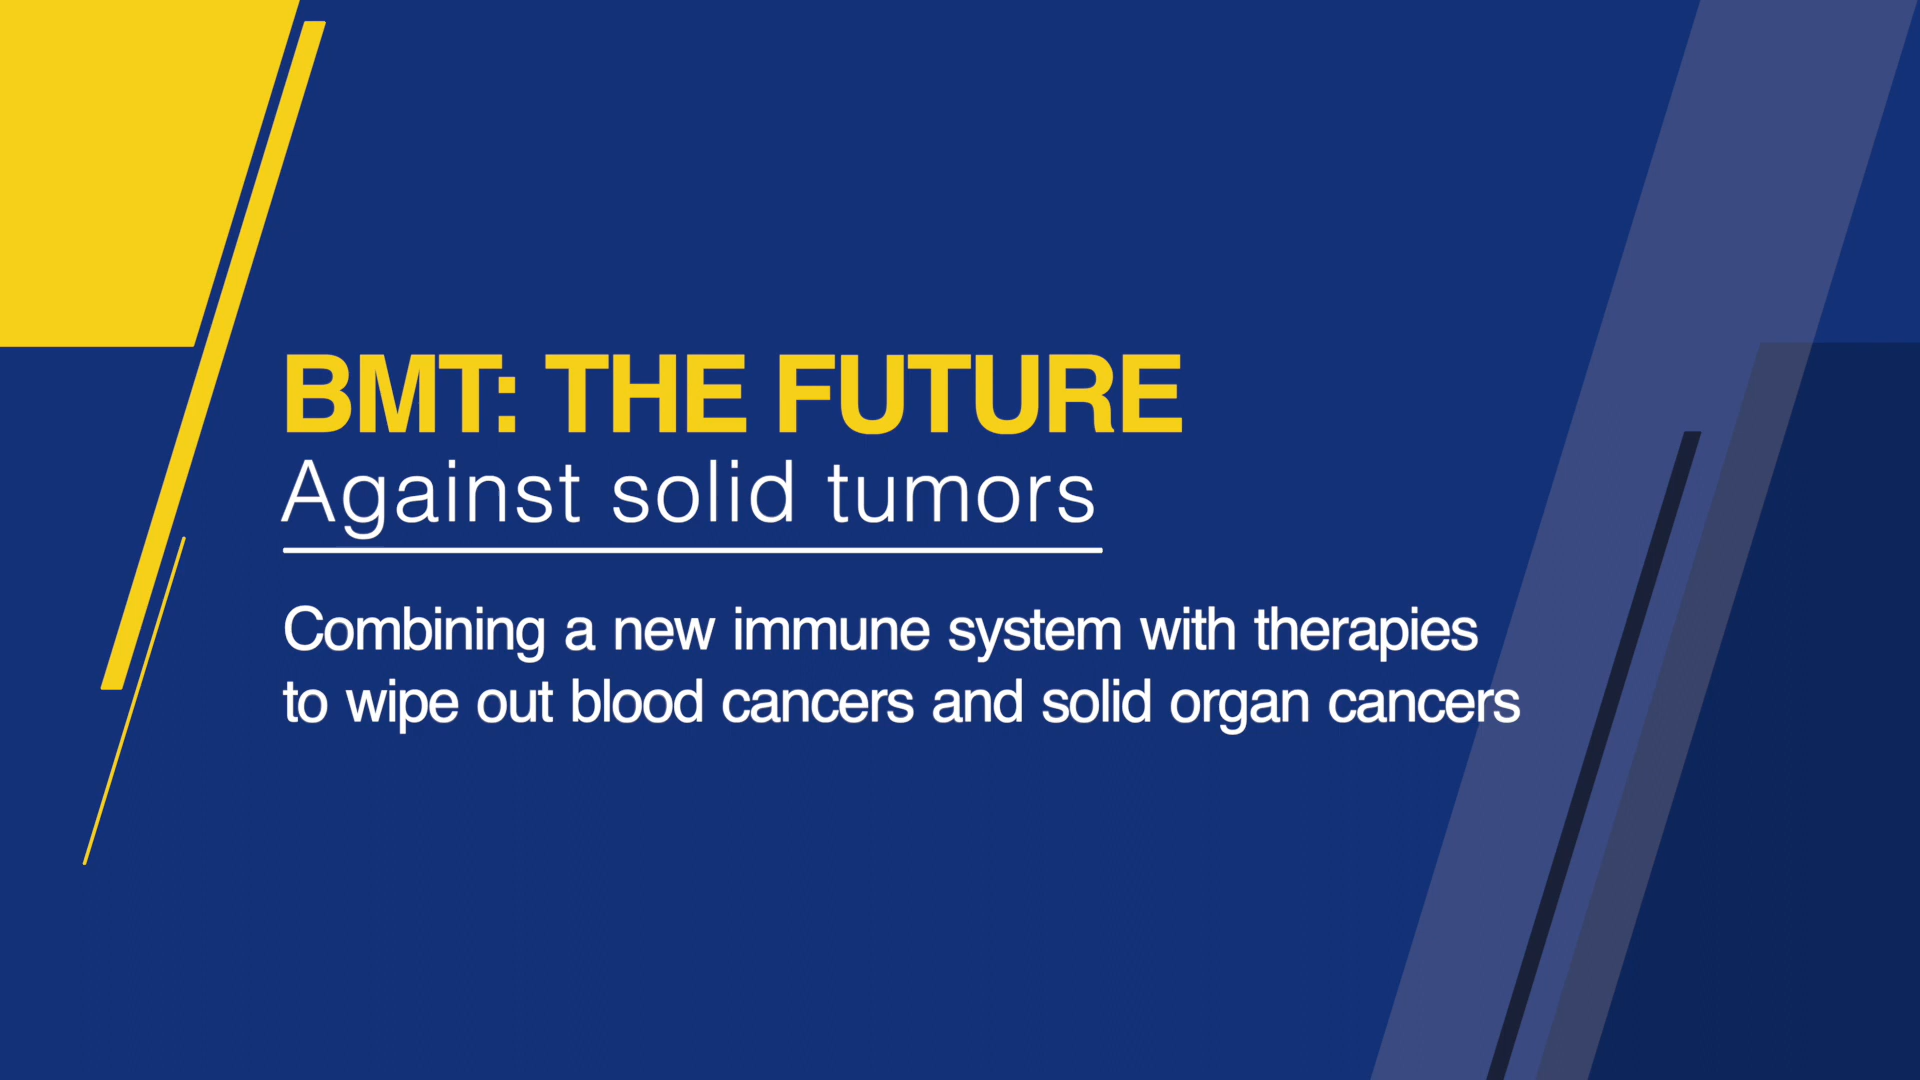 BMT: THE FUTURE
Against solid tumors
Combining a new immune system with therapies
to wipe out blood cancers and solid organ cancers